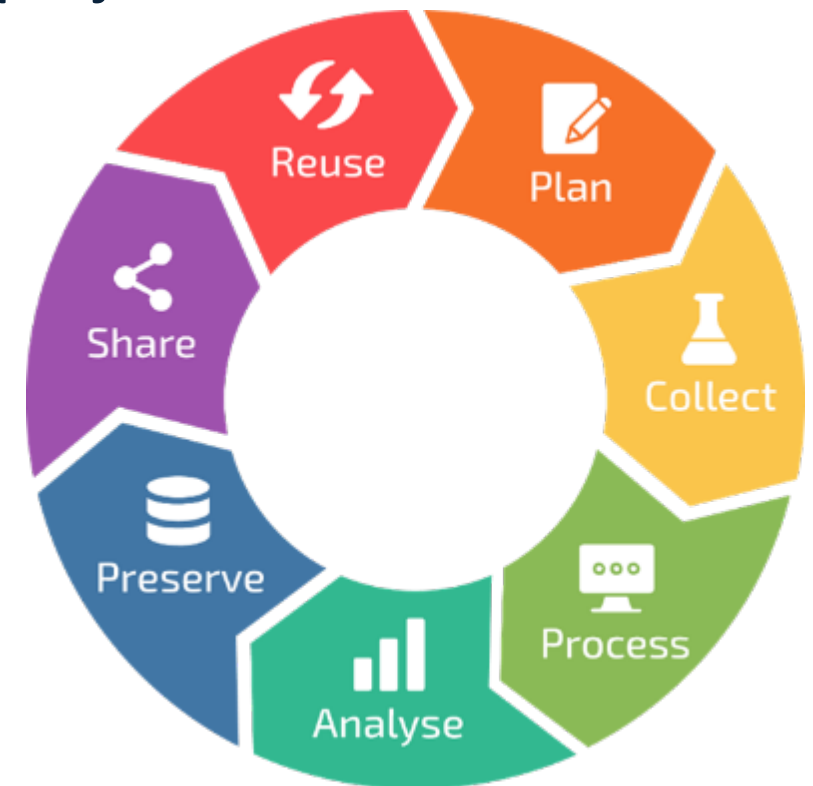 Reuse
Plan
Share
Collect
Preserve
Process
Analyse